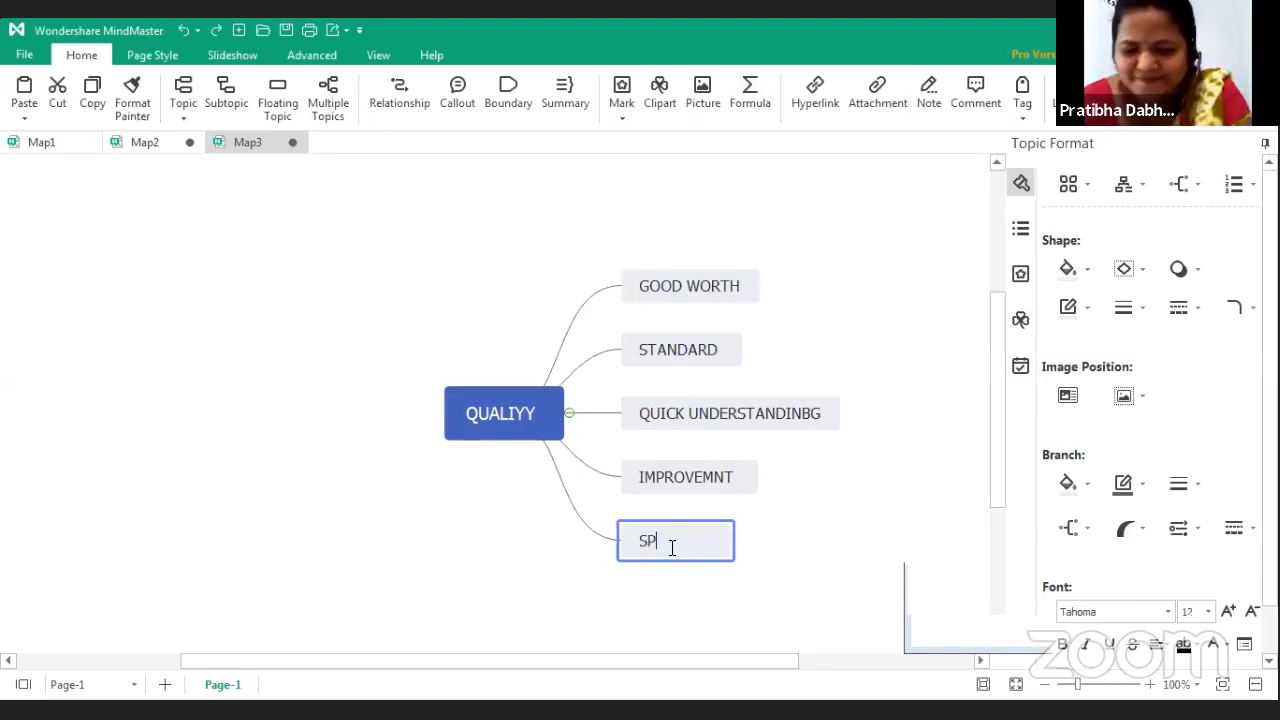 Wondershare MindMaster
File Home Page Style Slideshow Advanced View Help
Pro Vers
Paste Cut Copy Format Painter Topic Subtopic Floating Topic Multiple Topics Relationship Callout Boundary Summary Mark Clipart Picture Formula Hyperlink Attachment Note Comment Tag
Pratibha Dabh...
Map1 Map2 Map3
Topic Format
Shape:
GOOD WORTH
STANDARD
QUALIYY
QUICK UNDERSTANDINBG
IMPROVEMNT
SP
Image Position:
Branch:
Font:
Tahoma 12 A+ A-
B I U S ab A
zoom
Page-1 Page-1 100%